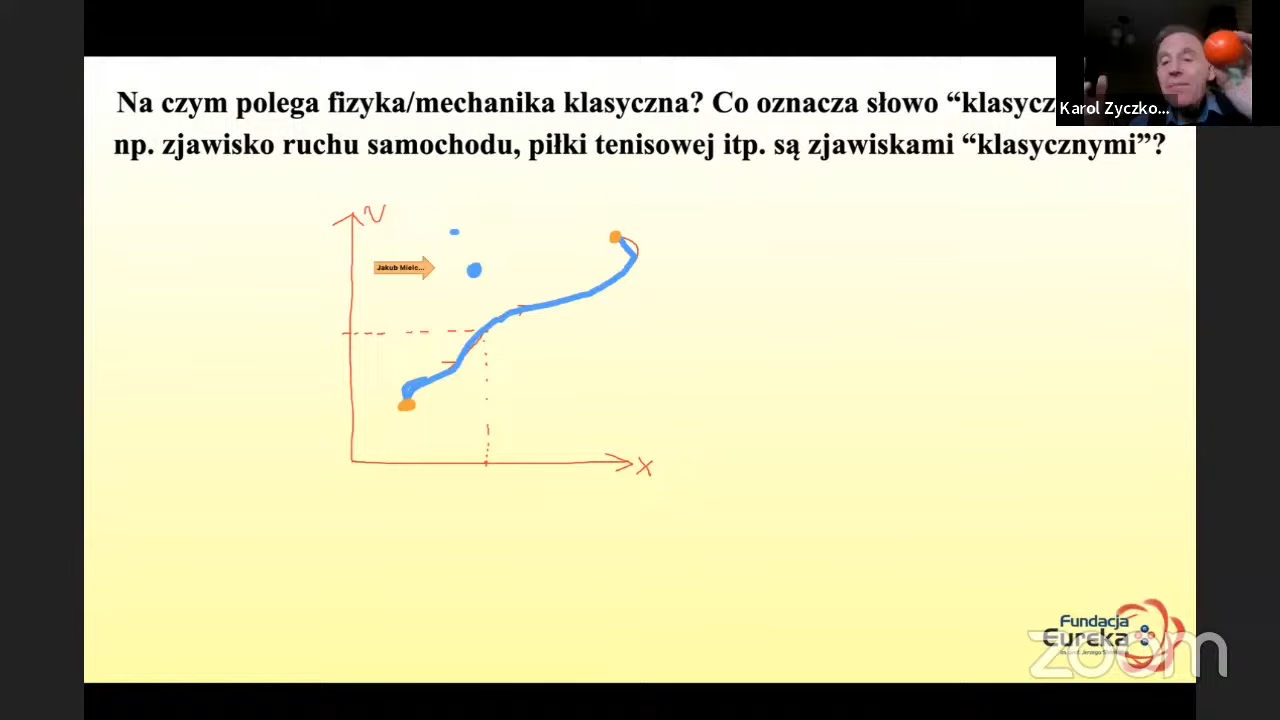 Na czym polega fizyka/mechanika klasyczna? Co oznacza słowo “klasycz
np. zjawisko ruchu samochodu, piłki tenisowej itp. są zjawiskami “klasycznymi”?
Karol Zyczko...
V
Jakub Mielc...
X
Fundacja
Eureka
zoom